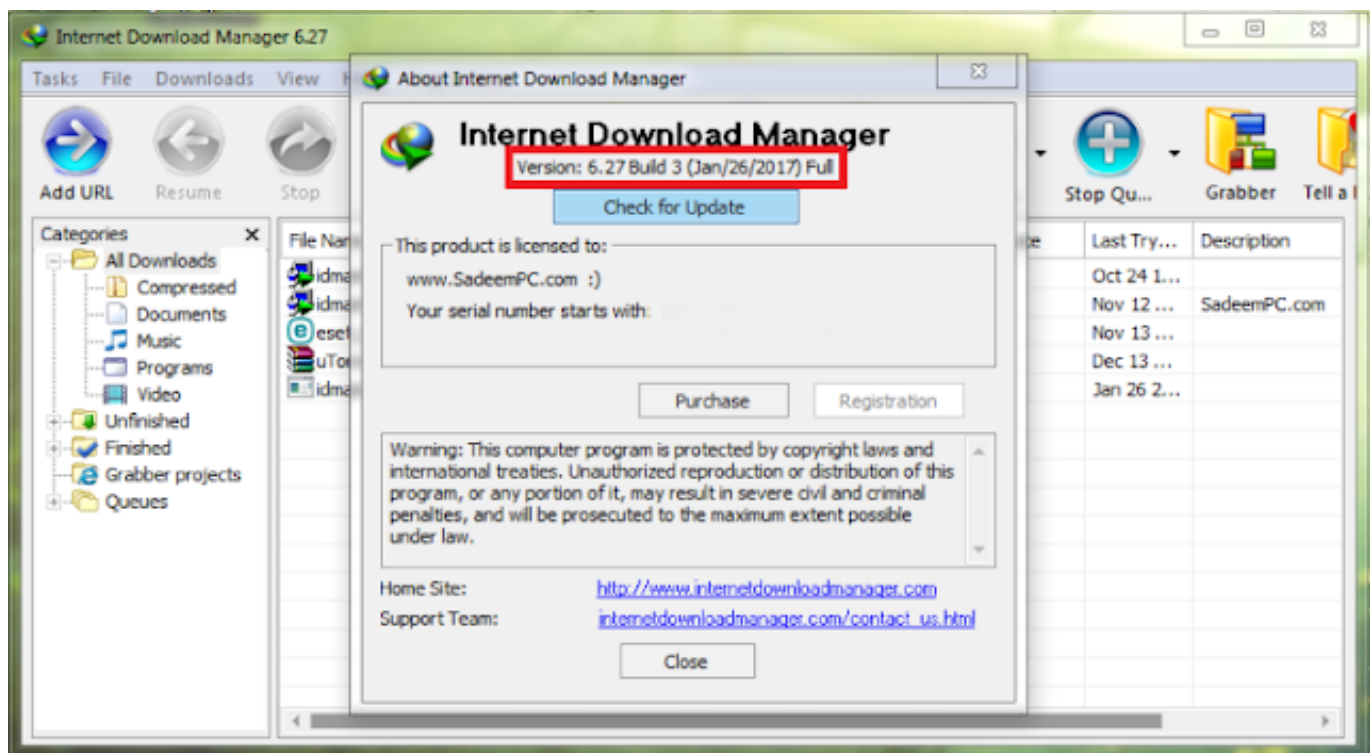 Internet Download Manager 6.27
Tasks File Downloads View
Add URL
Resume
Stop
Stop Qu...
Grabber
Tell a
Categories
All Downloads
Compressed
Documents
Music
Programs
Video
Unfinished
Finished
Grabber projects
Queues
File Nar
idma
idma
eset
uTor
idma
Last Try...
Description
Oct 24 1...
Nov 12 ...
SadeemPC.com
Nov 13 ...
Dec 13 ...
Jan 26 2...
About Internet Download Manager
Internet Download Manager
Version: 6.27 Build 3 (Jan/26/2017) Full
Check for Update
This product is licensed to:
www.SadeemPC.com :)
Your serial number starts with:
Purchase
Registration
Warning: This computer program is protected by copyright laws and
international treaties. Unauthorized reproduction or distribution of this
program, or any portion of it, may result in severe civil and criminal
penalties, and will be prosecuted to the maximum extent possible
under law.
Home Site: http://www.internetdownloadmanager.com
Support Team: internetdownloadmanager.com/contact_us.html
Close